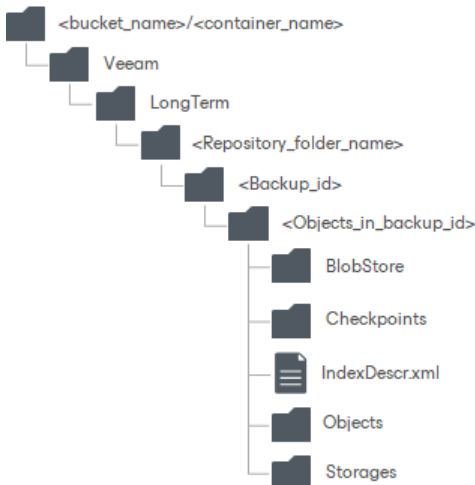 <bucket_name>/<container_name>
Veeam
LongTerm
<Repository_folder_name>
<Backup_id>
<Objects_in_backup_id>
BlobStore
Checkpoints
IndexDescr.xml
Objects
Storages